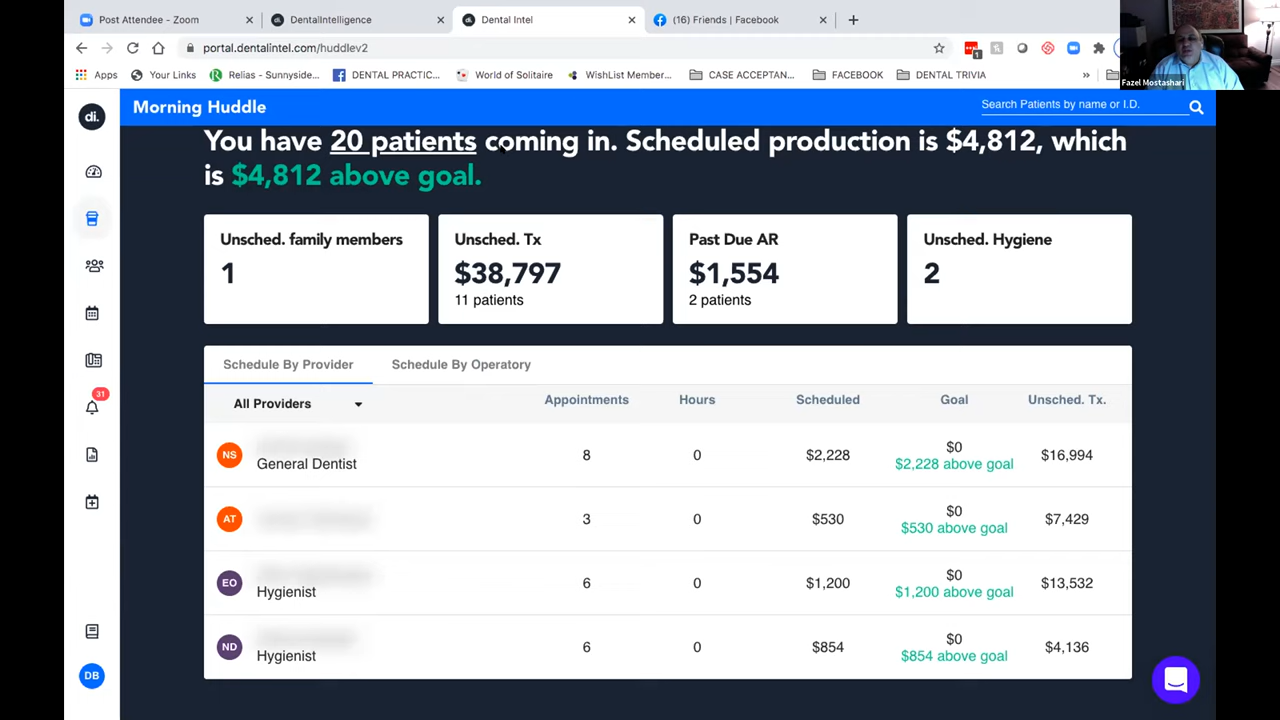 Post Attendee - Zoom
DentalIntelligence
Dental Intel
(16) Friends | Facebook
portal.dentalintel.com/huddlev2
1
Apps
Your Links
Relias - Sunnyside...
DENTAL PRACTIC...
World of Solitaire
WishList Member...
CASE ACCEPTAN...
FACEBOOK
DENTAL TRIVIA
»
Fazel Mostashari
di.
Morning Huddle
Search Patients by name or I.D.
You have 20 patients coming in. Scheduled production is $4,812, which
is $4,812 above goal.
Unsched. family members
1
Unsched. Tx
$38,797
11 patients
Past Due AR
$1,554
2 patients
Unsched. Hygiene
2
Schedule By Provider
Schedule By Operatory
All Providers
Appointments
Hours
Scheduled
Goal
Unsched. Tx.
NS
General Dentist
8
0
$2,228
$0
$2,228 above goal
$16,994
AT
3
0
$530
$0
$530 above goal
$7,429
EO
Hygienist
6
0
$1,200
$0
$1,200 above goal
$13,532
ND
Hygienist
6
0
$854
$0
$854 above goal
$4,136
31
DB